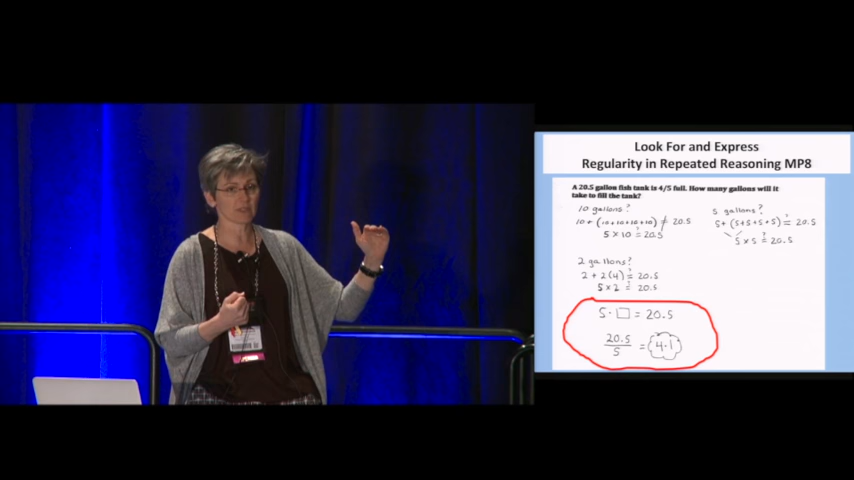 Look For and Express
Regularity in Repeated Reasoning MP8
A 20.5 gallon fish tank is 4/5 full. How many gallons will it
take to fill the tank?
10 gallons?
10 + (10+10+10+10) ≠ 20.5
5 x 10 ≟ 20.5
5 gallons?
5 + (5+5+5+5) ≟ 20.5
5 x 5 ≟ 20.5
2 gallons?
2 + 2(4) ≟ 20.5
5 x 2 ≟ 20.5
5 · □ = 20.5
20.5
5
= 4.1